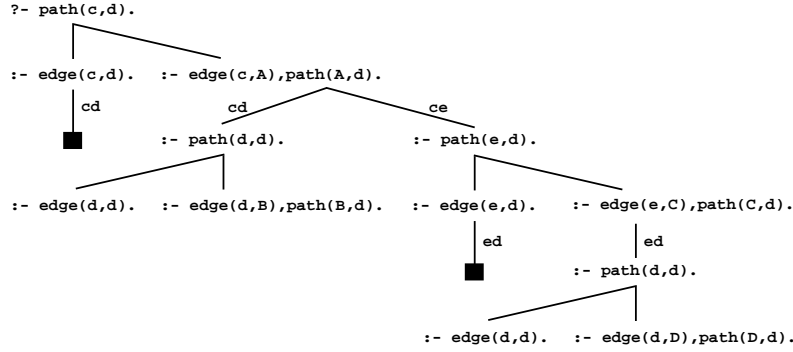 ?- path(c,d).
:- edge(c,d). :- edge(c,A),path(A,d).
cd cd ce
:- path(d,d). :- path(e,d).
:- edge(d,d). :- edge(d,B),path(B,d). :- edge(e,d). :- edge(e,C),path(C,d).
ed ed
:- path(d,d).
:- edge(d,d). :- edge(d,D),path(D,d).